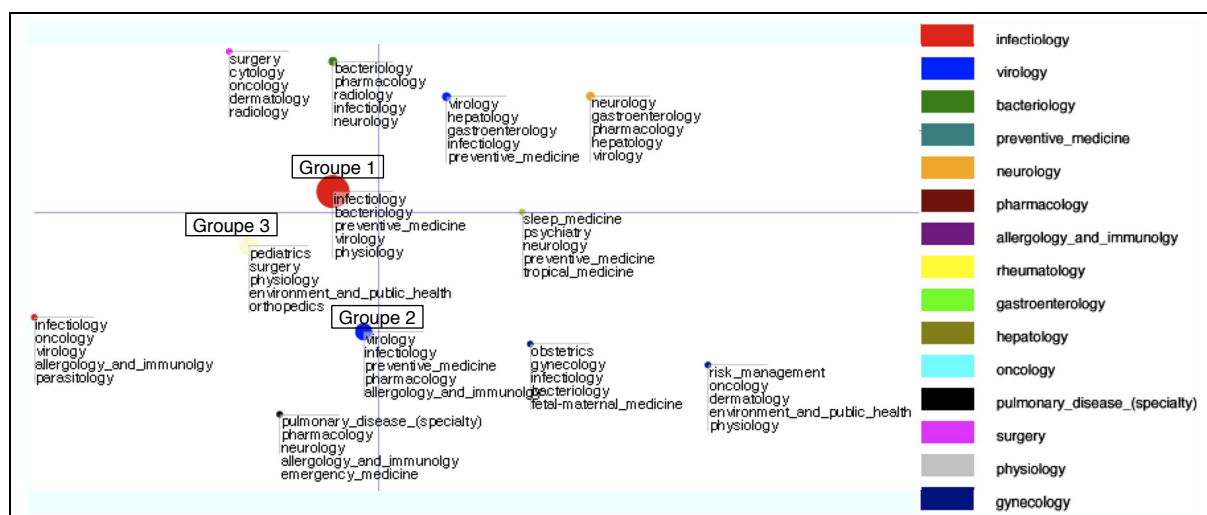 surgery
cytology
oncology
dermatology
radiology
bacteriology
pharmacology
radiology
infectiology
neurology
virology
hepatology
gastroenterology
infectiology
preventive_medicine
neurology
gastroenterology
pharmacology
hepatology
virology
Groupe 1
infectiology
bacteriology
preventive_medicine
virology
physiology
Groupe 3
pediatrics
surgery
physiology
environment_and_public_health
orthopedics
sleep_medicine
psychiatry
neurology
preventive_medicine
tropical_medicine
infectiology
oncology
virology
allergology_and_immunolgy
parasitology
Groupe 2
virology
infectiology
preventive_medicine
pharmacology
allergology_and_immunolgy
obstetrics
gynecology
infectiology
bacteriology
fetal-maternal_medicine
risk_management
oncology
dermatology
environment_and_public_health
physiology
pulmonary_disease_(specialty)
pharmacology
neurology
allergology_and_immunolgy
emergency_medicine
infectiology
virology
bacteriology
preventive_medicine
neurology
pharmacology
allergology_and_immunolgy
rheumatology
gastroenterology
hepatology
oncology
pulmonary_disease_(specialty)
surgery
physiology
gynecology